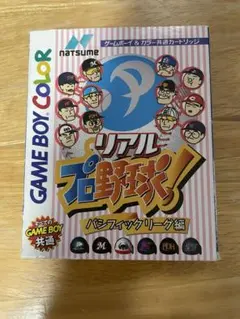 ゲームボーイ&カラー共通カートリッジ
natsume
GAME BOY COLOR
リアル
プロ野球っ!
パシフィックリーグ編
GAME BOY
共通